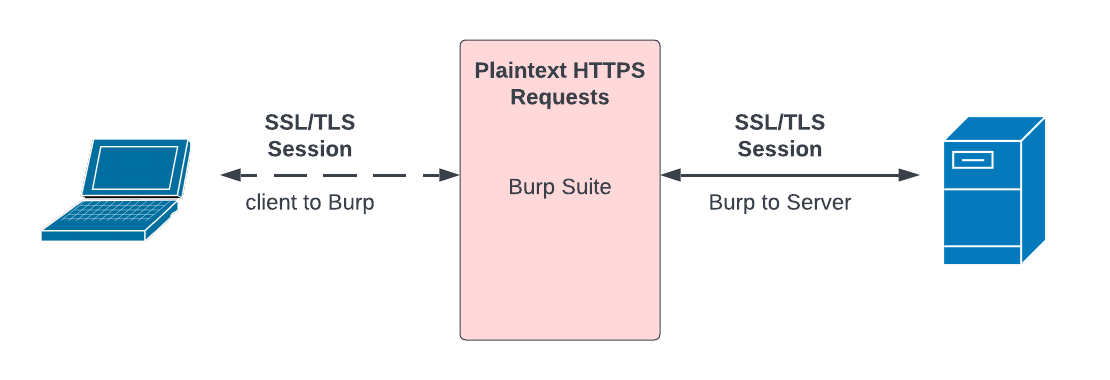 SSL/TLS
Session
client to Burp
Plaintext HTTPS
Requests
Burp Suite
SSL/TLS
Session
Burp to Server